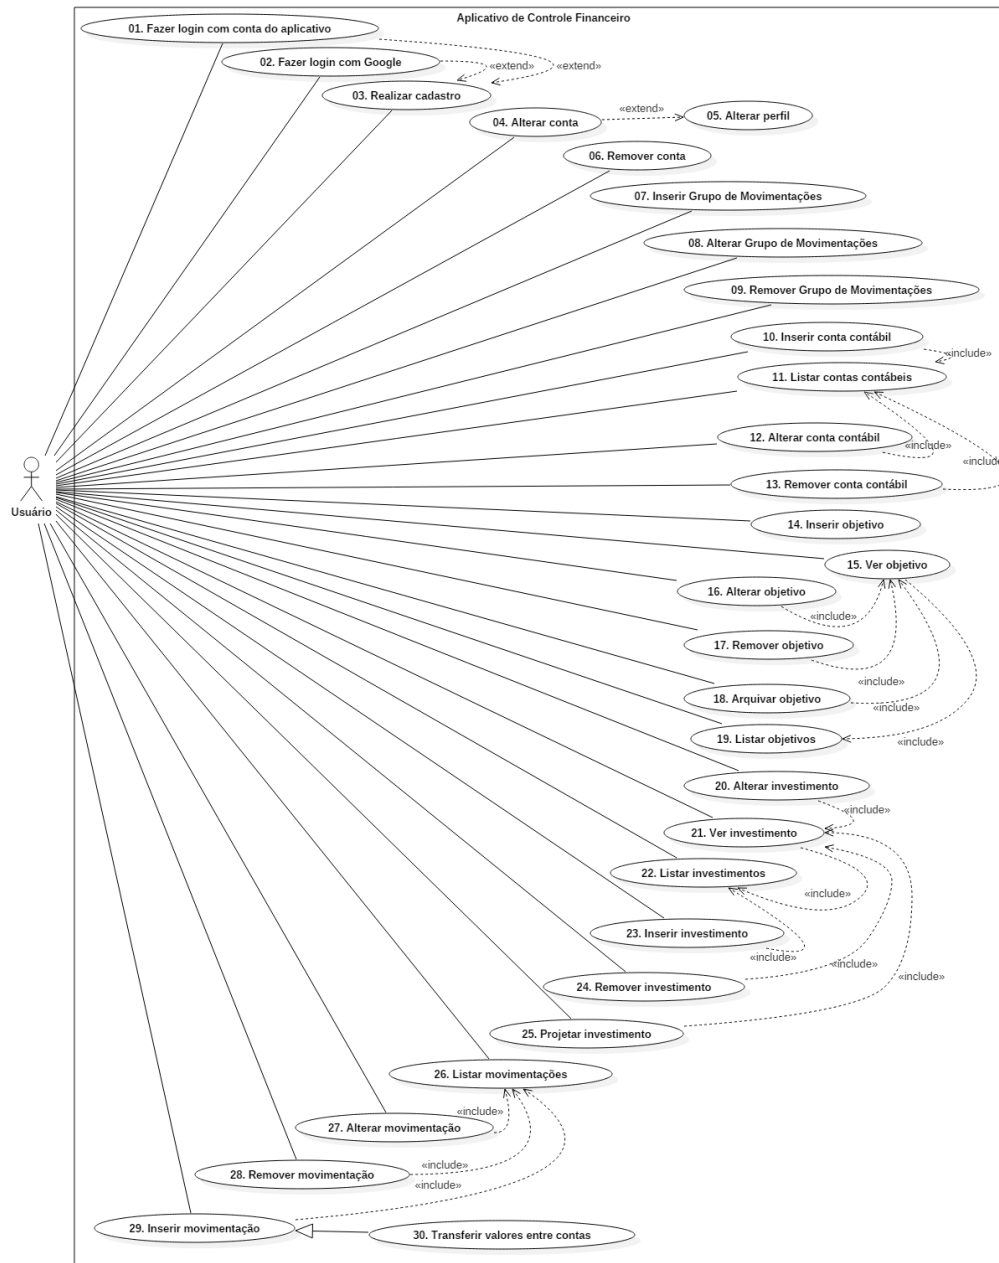 Aplicativo de Controle Financeiro
01. Fazer login com conta do aplicativo
02. Fazer login com Google
«extend»
«extend»
03. Realizar cadastro
04. Alterar conta
«extend»
05. Alterar perfil
06. Remover conta
07. Inserir Grupo de Movimentações
08. Alterar Grupo de Movimentações
09. Remover Grupo de Movimentações
10. Inserir conta contábil
«include»
11. Listar contas contábeis
12. Alterar conta contábil
«include»
«includ
13. Remover conta contábil
Usuário
14. Inserir objetivo
15. Ver objetivo
16. Alterar objetivo
«include»
17. Remover objetivo
«include»
18. Arquivar objetivo
«include»
19. Listar objetivos
«include»
20. Alterar investimento
«include»
21. Ver investimento
22. Listar investimentos
«include»
23. Inserir investimento
«include»
«include»
24. Remover investimento
«include»
25. Projetar investimento
26. Listar movimentações
«include»
27. Alterar movimentação
«include»
28. Remover movimentação
«include»
29. Inserir movimentação
30. Transferir valores entre contas